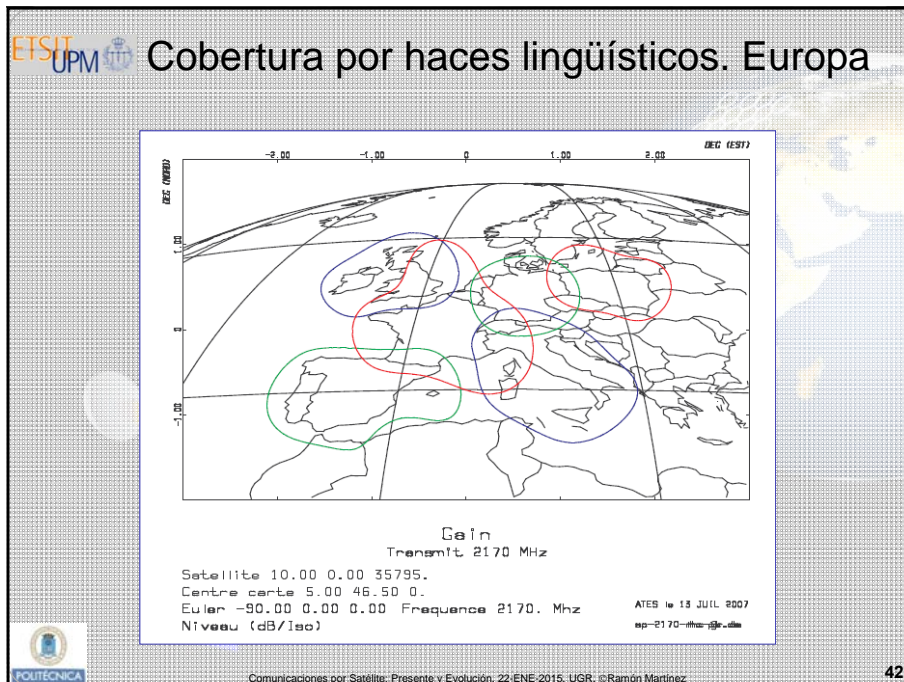 ETSIT UPM
Cobertura por haces lingüísticos. Europa
DEG (EST)
-2.00 -1.00 0 1.00 2.00
DEG (NORD)
1.00
0
-1.00
Gain
Transmit 2170 MHz
Satellite 10.00 0.00 35795.
Centre carte 5.00 46.50 0.
Euler -90.00 0.00 0.00 Frequence 2170. Mhz
Niveau (dB/Iso)
ATES le 13 JUIL 2007
POLITÉCNICA
Comunicaciones por Satélite: Presente y Evolución, 22-ENE-2015, UGR, ©Ramón Martínez
42